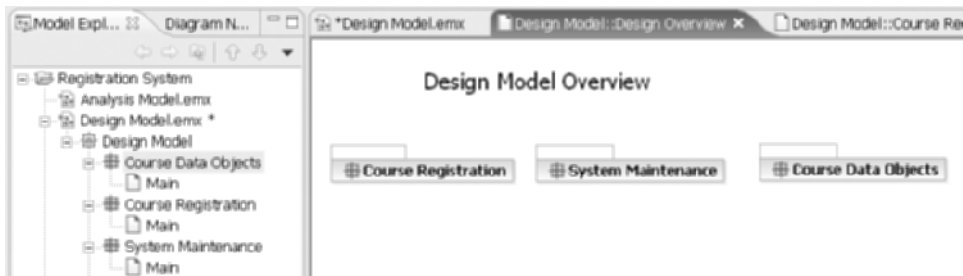 Model Expl... Diagram N...
*Design Model.emx Design Model::Design Overview Design Model::Course Re
Registration System
Analysis Model.emx
Design Model.emx *
Design Model
Course Data Objects
Main
Course Registration
Main
System Maintenance
Main
Design Model Overview
Course Registration System Maintenance Course Data Objects